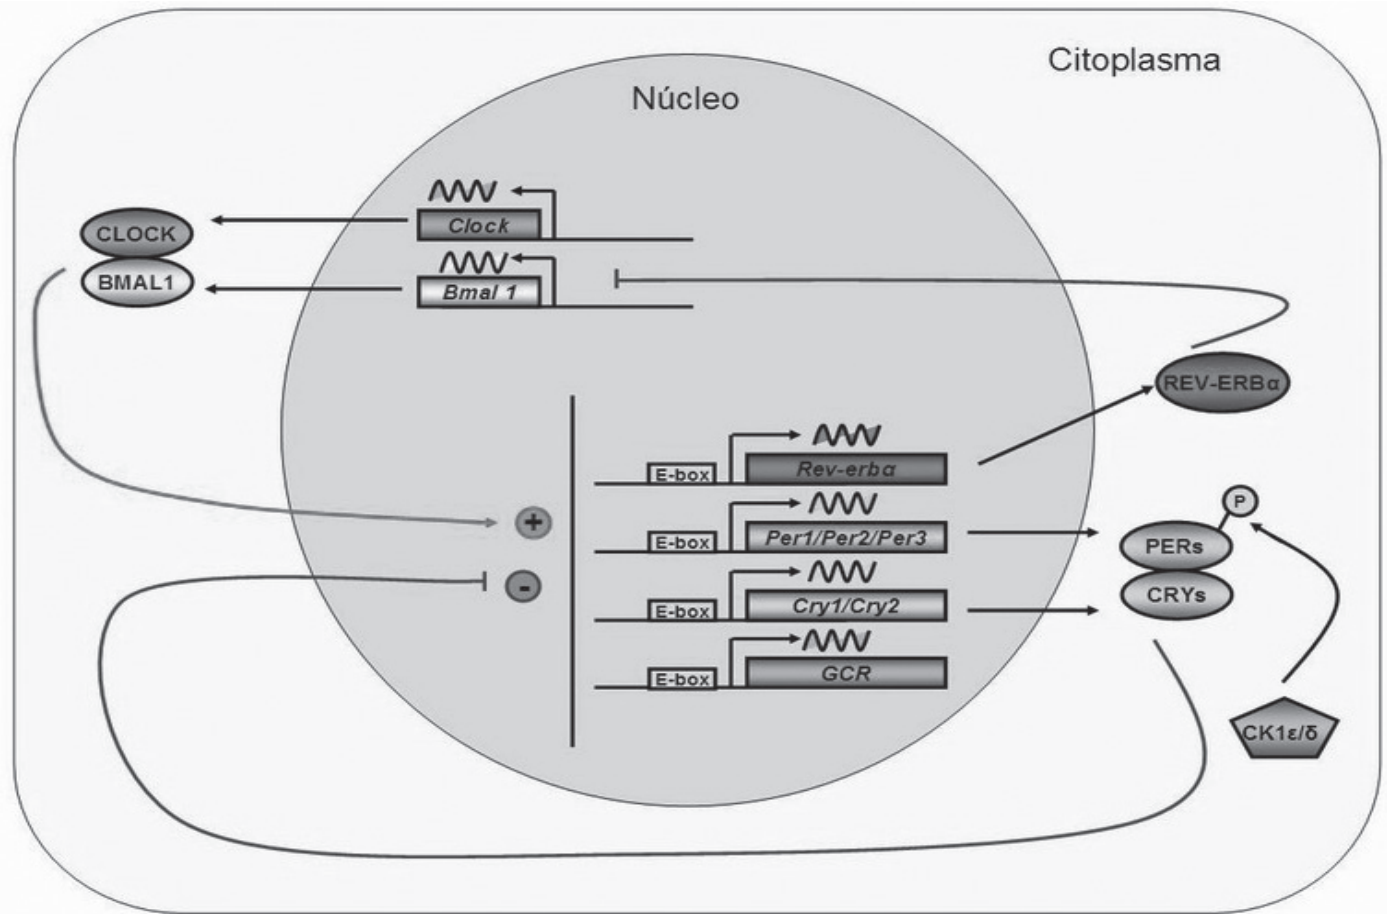 Citoplasma
Núcleo
Clock
CLOCK
Bmal 1
BMAL1
REV-ERBα
E-box
Rev-erbα
P
E-box
Per1/Per2/Per3
PERs
+
-
E-box
Cry1/Cry2
CRYs
E-box
GCR
CK1ε/δ